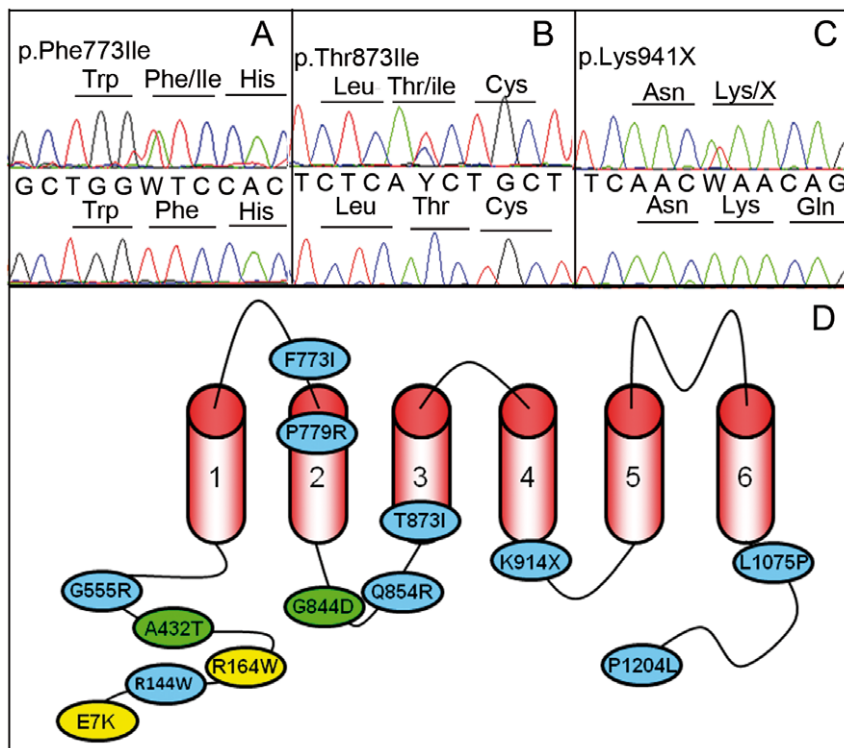 A
p.Phe773Ile
Trp Phe/Ile His
G C T G G W T C C A C
Trp Phe His
B
p.Thr873Ile
Leu Thr/ile Cys
T C T C A Y C T G C T
Leu Thr Cys
C
p.Lys941X
Asn Lys/X
T C A A C W A A C A G
Asn Lys Gln
D
F773I
P779R
1 2 3 4 5 6
T873I
K914X
L1075P
G555R
G844D
Q854R
A432T
R164W
P1204L
R144W
E7K